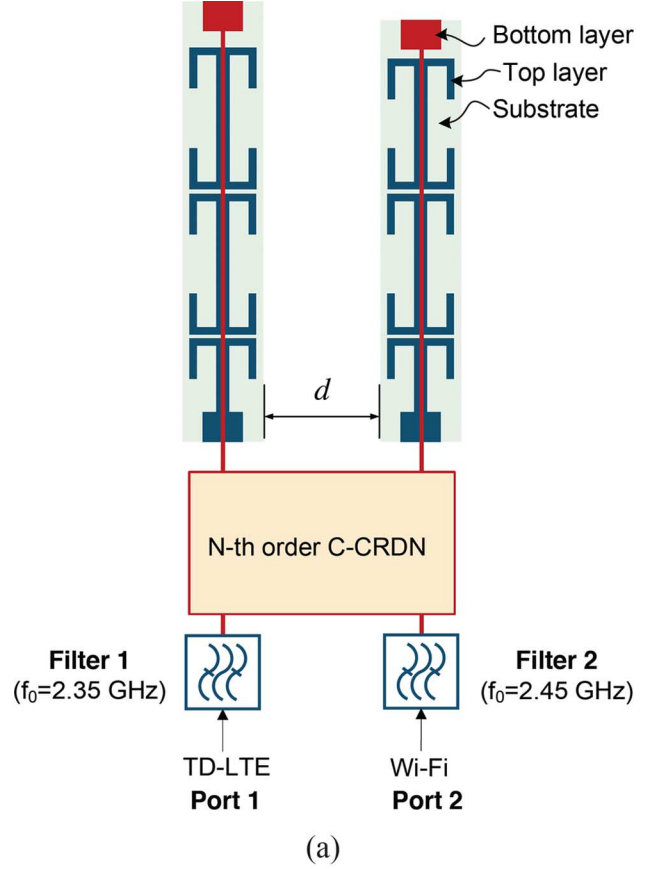 Bottom layer
Top layer
Substrate
d
N-th order C-CRDN
Filter 1
(f₀=2.35 GHz)
Filter 2
(f₀=2.45 GHz)
TD-LTE
Port 1
Wi-Fi
Port 2
(a)